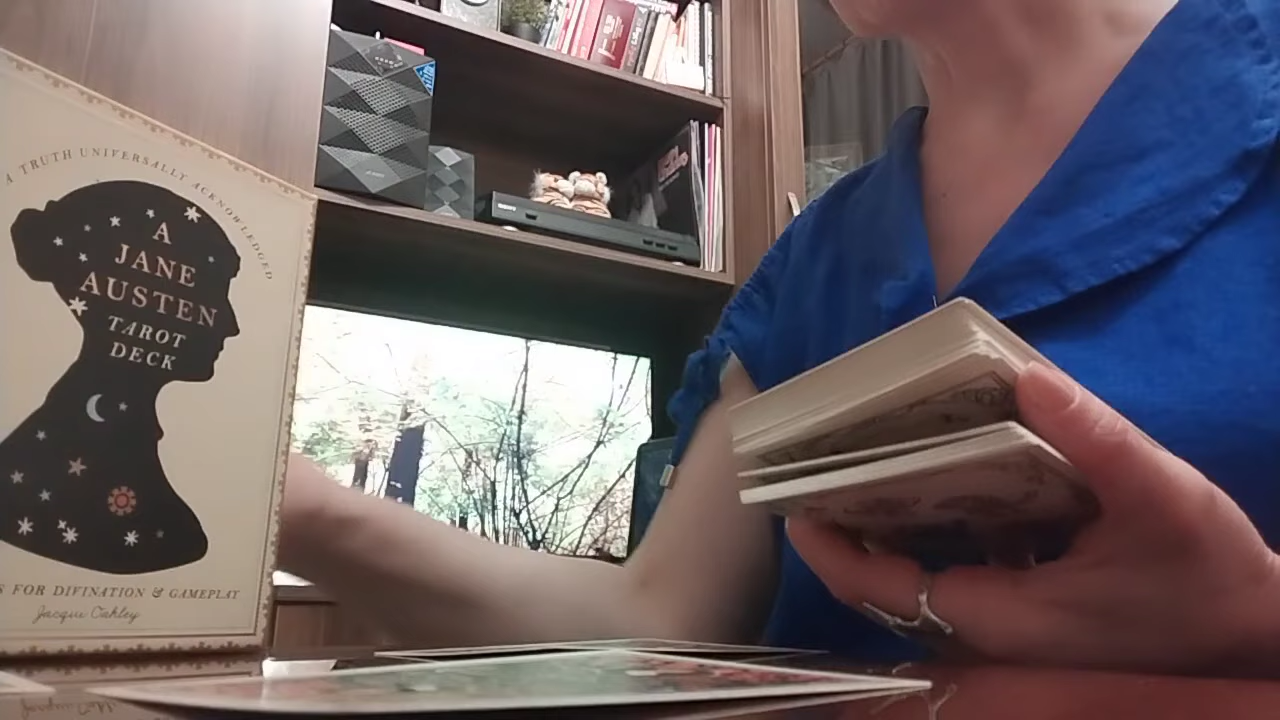 A TRUTH UNIVERSALLY ACKNOWLEDGED
A
JANE
AUSTEN
TAROT
DECK
FOR DIVINATION & GAMEPLAY
Jacqui Oakley